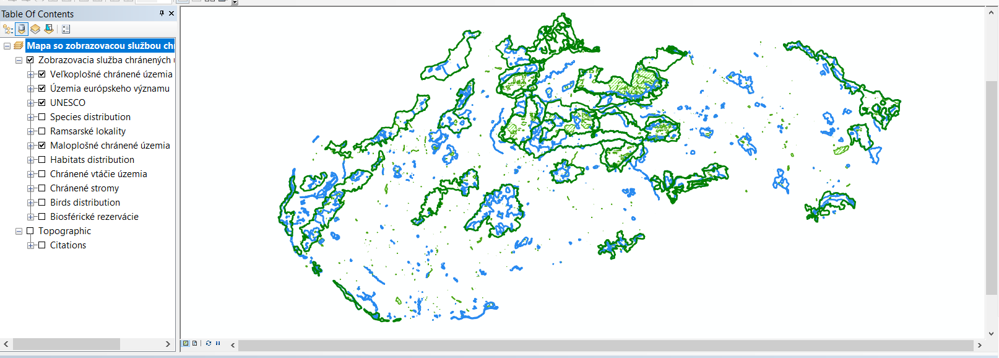 Table Of Contents
Mapa so zobrazovacou službou chr
Zobrazovacia služba chránených
Veľkoplošné chránené územia
Územia európskeho významu
UNESCO
Species distribution
Ramsarské lokality
Maloplošné chránené územia
Habitats distribution
Chránené vtáčie územia
Chránené stromy
Birds distribution
Biosférické rezervácie
Topographic
Citations